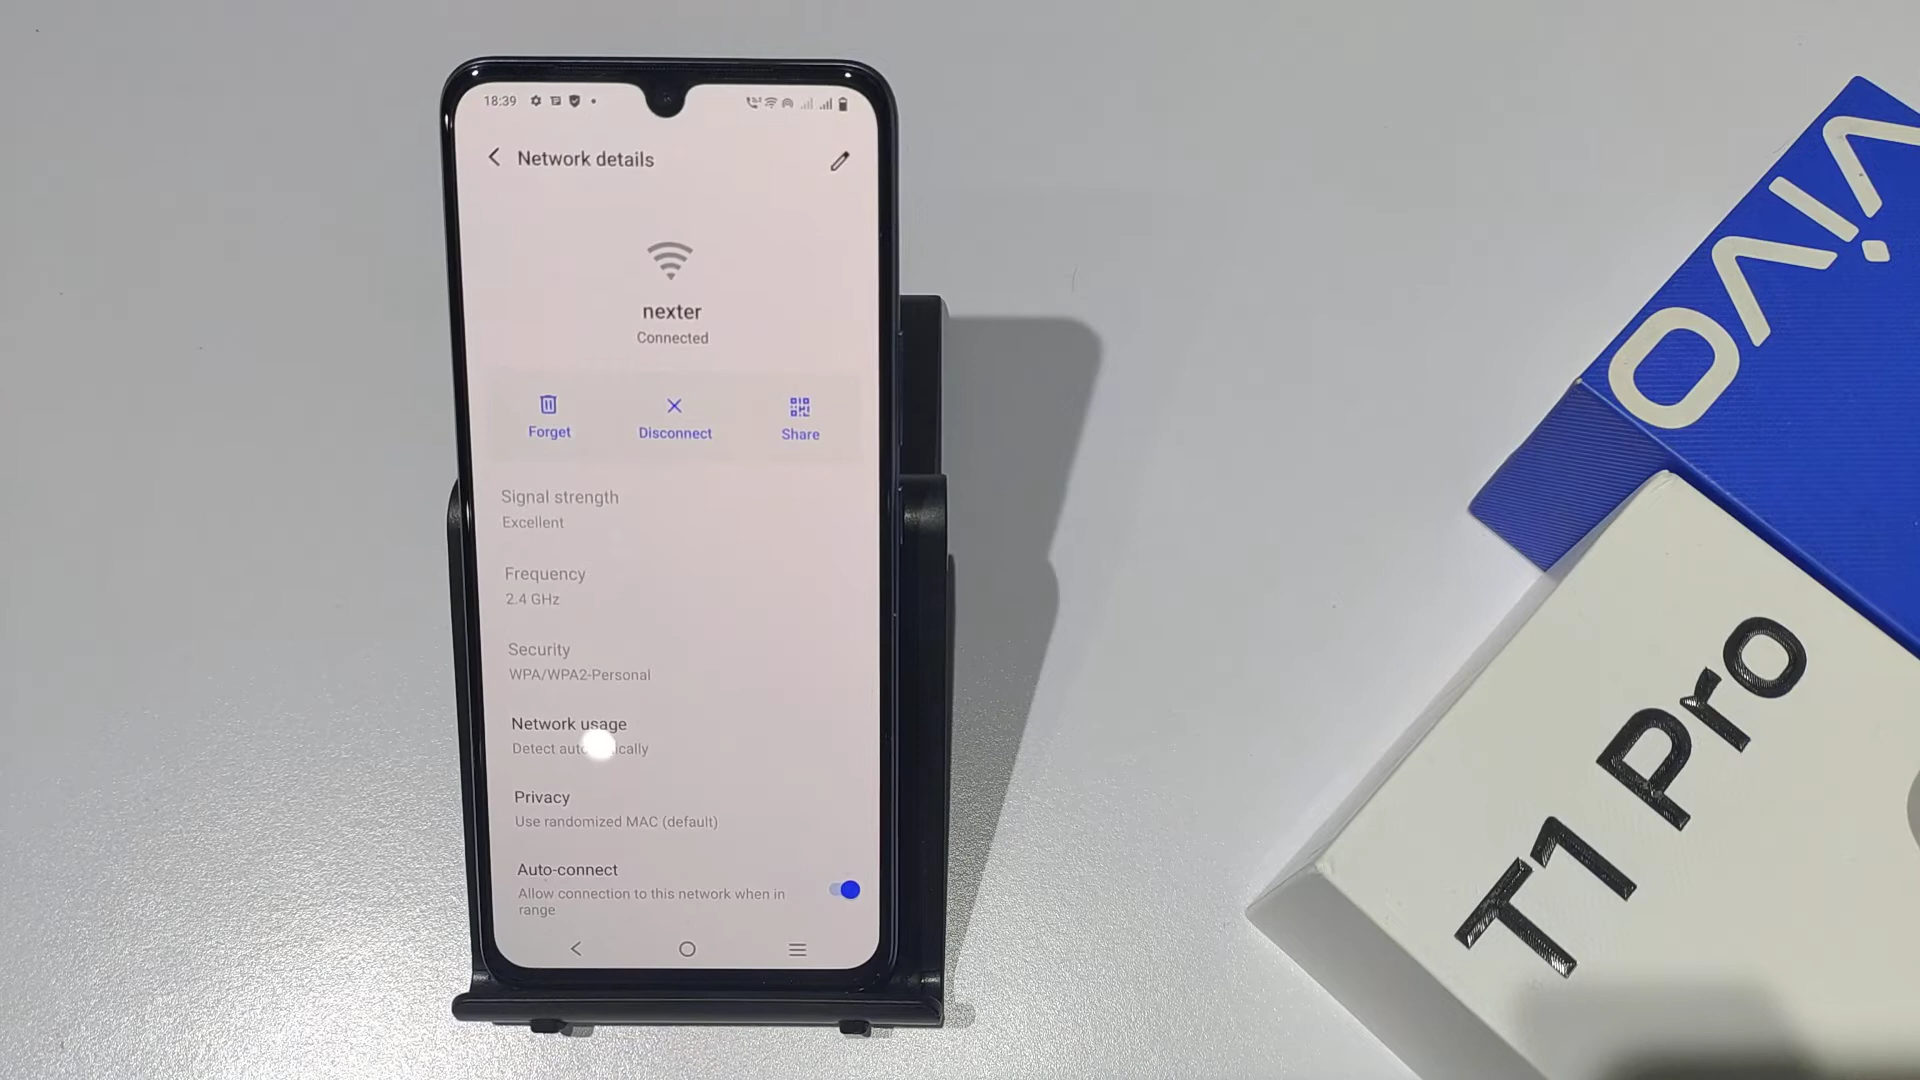 18:39
Network details
nexter
Connected
Forget
Disconnect
Share
Signal strength
Excellent
Frequency
2.4 GHz
Security
WPA/WPA2-Personal
Network usage
Detect automatically
Privacy
Use randomized MAC (default)
Auto-connect
Allow connection to this network when in
range
vivo
T1 Pro